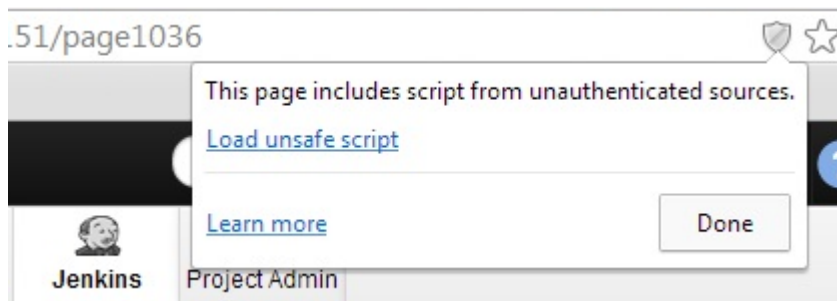 .51/page1036
This page includes script from unauthenticated sources.
Load unsafe script
Learn more
Done
Jenkins
Project Admin